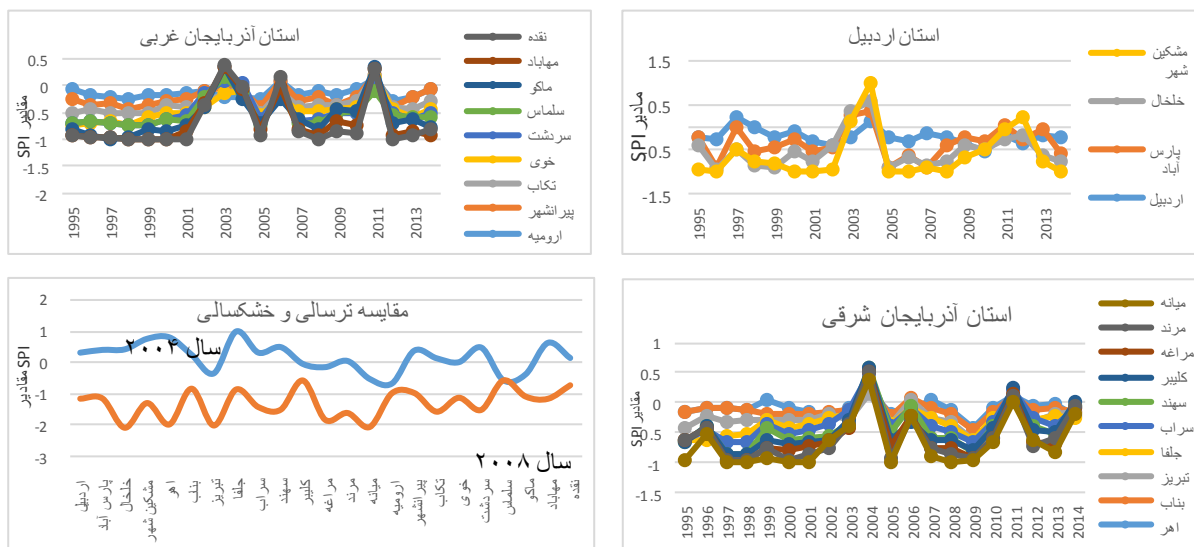 استان آذربایجان غربی
مقادیر SPI
0.5
0
-0.5
-1
-1.5
-2
1995
1997
1999
2001
2003
2005
2007
2009
2011
2013
نقده
مهاباد
ماکو
سلماس
سردشت
خوی
تکاب
پیرانشهر
ارومیه
استان اردبیل
مقادیر SPI
1.5
0.5
-0.5
-1.5
1995
1997
1999
2001
2003
2005
2007
2009
2011
2013
مشکین
شهر
خلخال
پارس
آباد
اردبیل
مقایسه ترسالی و خشکسالی
مقادیر SPI
2
1
0
-1
-2
-3
سال ۲۰۰۴
سال ۲۰۰۸
اردبیل
پارس آباد
خلخال
مشکین شهر
اهر
بناب
تبریز
جلفا
سراب
سهند
کلیبر
مراغه
مرند
میانه
ارومیه
پیرانشهر
تکاب
خوی
سردشت
سلماس
ماکو
مهاباد
نقده
استان آذربایجان شرقی
مقادیر SPI
1
0.5
0
-0.5
-1
-1.5
1995
1996
1997
1998
1999
2000
2001
2002
2003
2004
2005
2006
2007
2008
2009
2010
2011
2012
2013
2014
میانه
مرند
مراغه
کلیبر
سهند
سراب
جلفا
تبریز
بناب
اهر